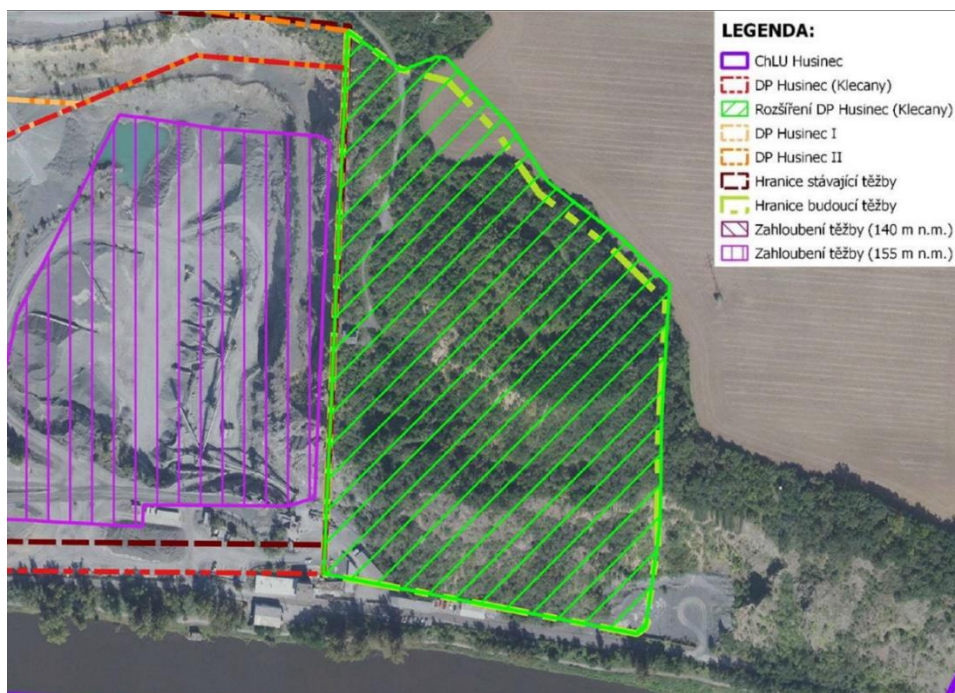 LEGENDA:
ChLU Husinec
DP Husinec (Klecany)
Rozšíření DP Husinec (Klecany)
DP Husinec I
DP Husinec II
Hranice stávající těžby
Hranice budoucí těžby
Zahloubení těžby (140 m n.m.)
Zahloubení těžby (155 m n.m.)